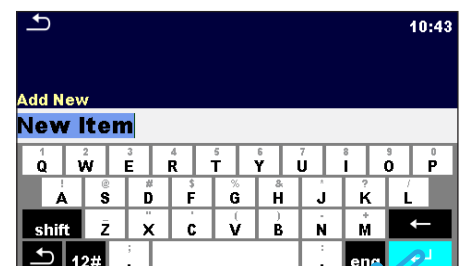 10:43
Add New
New Item
1 2 3 4 5 6 7 8 9 0
Q W E R T Y U I O P
! @ # $ % & ' ? /
A S D F G H J K L
" ' ( ) - +
shift Z X C V B N M ←
; :
12# . eng